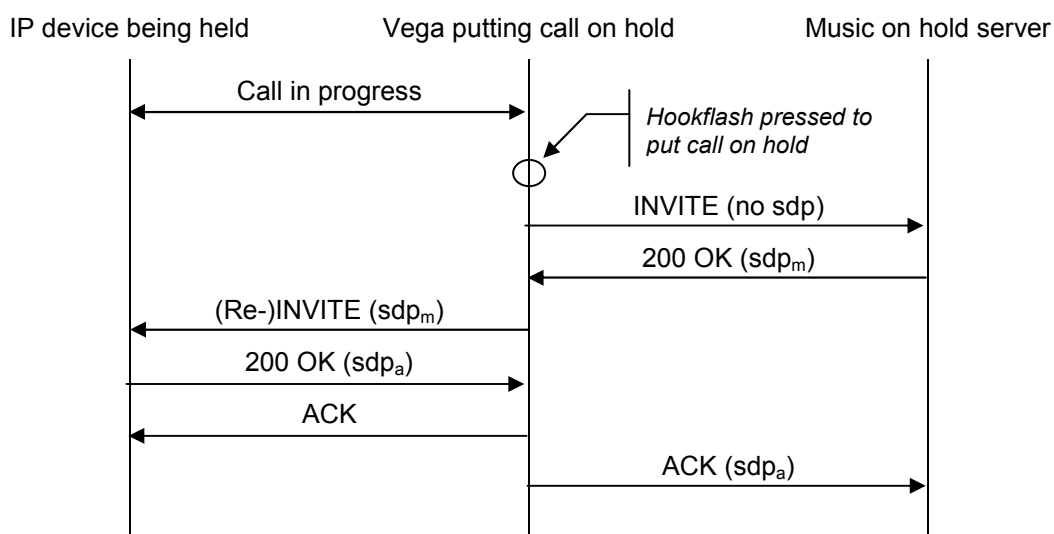 IP device being held
Vega putting call on hold
Music on hold server
Call in progress
Hookflash pressed to
put call on hold
INVITE (no sdp)
200 OK (sdpm)
(Re-)INVITE (sdpm)
200 OK (sdpa)
ACK
ACK (sdpa)